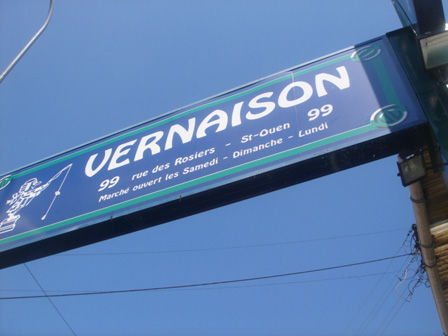 VERNAISON
99 rue des Rosiers - St-Ouen 99
Marché ouvert les Samedi - Dimanche - Lundi